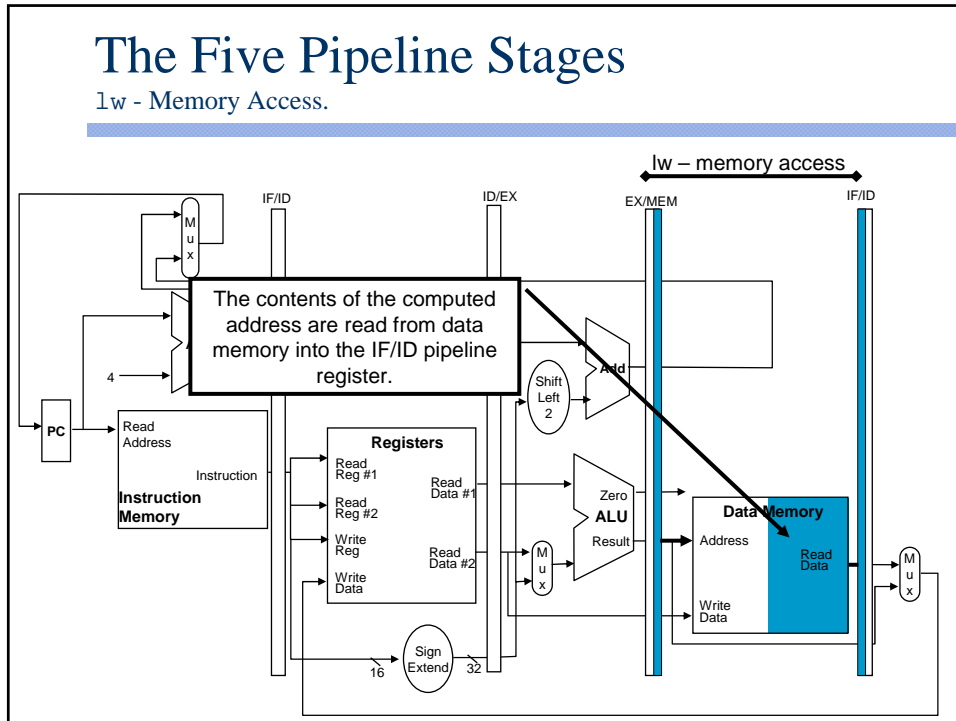 The Five Pipeline Stages
lw - Memory Access.
lw – memory access
IF/ID
ID/EX
EX/MEM
IF/ID
M
u
x
The contents of the computed
address are read from data
memory into the IF/ID pipeline
register.
4
Add
Shift
Left
2
PC
Read
Address
Instruction
Instruction
Memory
Registers
Read
Reg #1
Read
Reg #2
Write
Reg
Write
Data
Read
Data #1
Read
Data #2
M
u
x
Zero
ALU
Result
Data Memory
Address
Read
Data
Write
Data
M
u
x
16
Sign
Extend
32